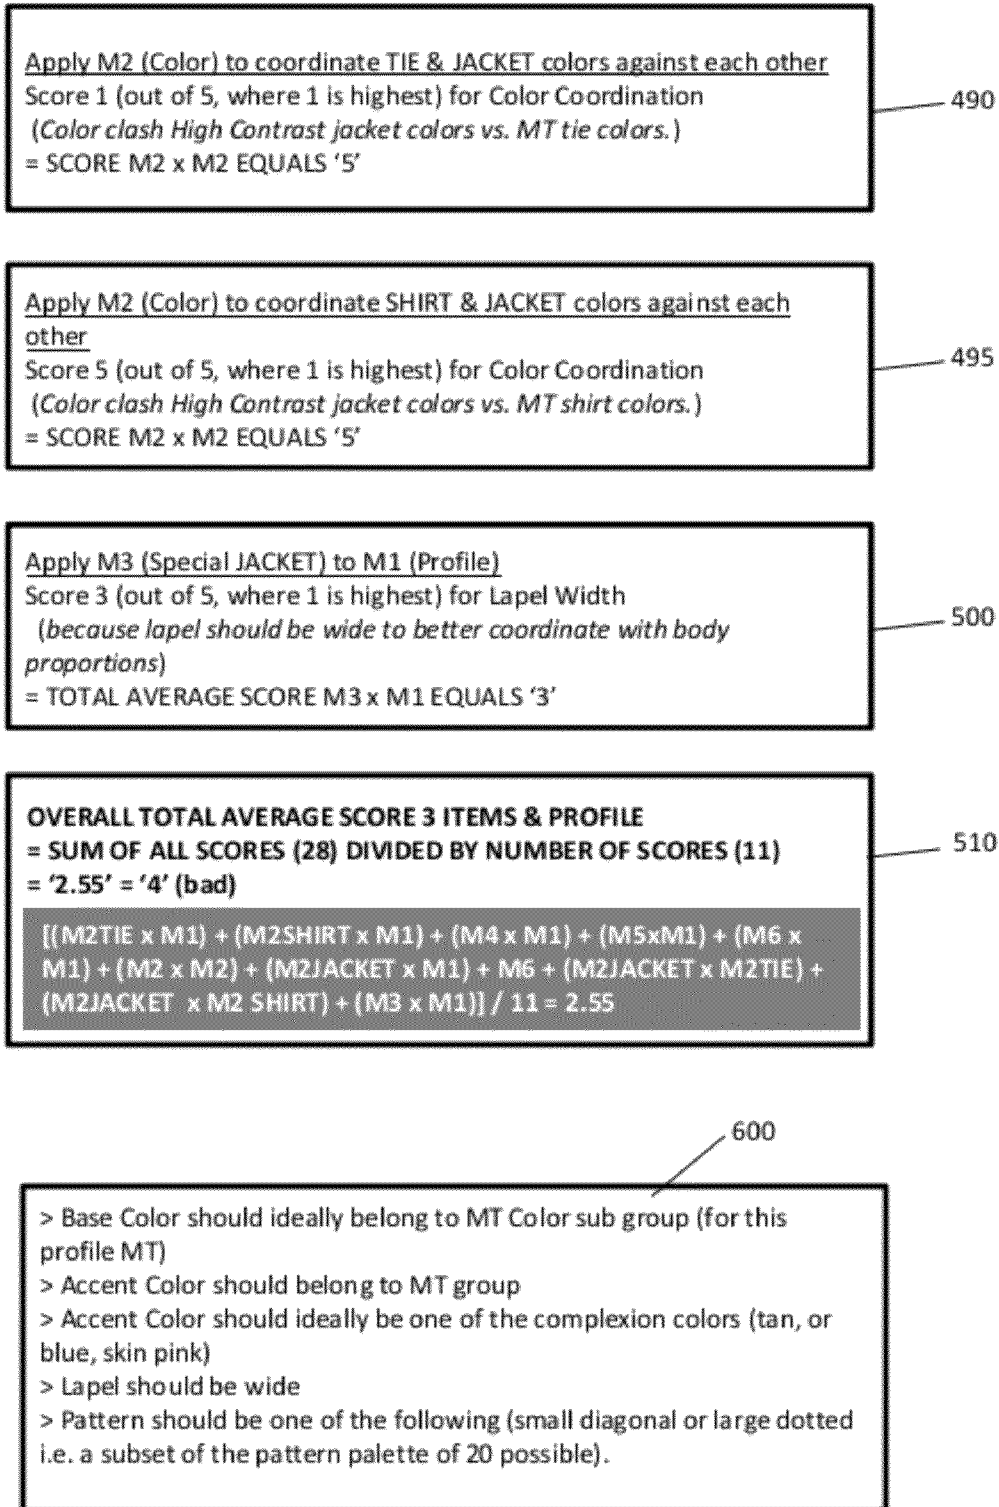 Apply M2 (Color) to coordinate TIE & JACKET colors against each other
Score 1 (out of 5, where 1 is highest) for Color Coordination
(Color clash High Contrast jacket colors vs. MT tie colors.)
= SCORE M2 x M2 EQUALS ‘5’
490
Apply M2 (Color) to coordinate SHIRT & JACKET colors against each
other
Score 5 (out of 5, where 1 is highest) for Color Coordination
(Color clash High Contrast jacket colors vs. MT shirt colors.)
= SCORE M2 x M2 EQUALS ‘5’
495
Apply M3 (Special JACKET) to M1 (Profile)
Score 3 (out of 5, where 1 is highest) for Lapel Width
(because lapel should be wide to better coordinate with body
proportions)
= TOTAL AVERAGE SCORE M3 x M1 EQUALS ‘3’
500
OVERALL TOTAL AVERAGE SCORE 3 ITEMS & PROFILE
= SUM OF ALL SCORES (28) DIVIDED BY NUMBER OF SCORES (11)
= ‘2.55’ = ‘4’ (bad)
[(M2TIE x M1) + (M2SHIRT x M1) + (M4 x M1) + (M5xM1) + (M6 x
M1) + (M2 x M2) + (M2JACKET x M1) + M6 + (M2JACKET x M2TIE) +
(M2JACKET x M2 SHIRT) + (M3 x M1)] / 11 = 2.55
510
600
> Base Color should ideally belong to MT Color sub group (for this
profile MT)
> Accent Color should belong to MT group
> Accent Color should ideally be one of the complexion colors (tan, or
blue, skin pink)
> Lapel should be wide
> Pattern should be one of the following (small diagonal or large dotted
i.e. a subset of the pattern palette of 20 possible).